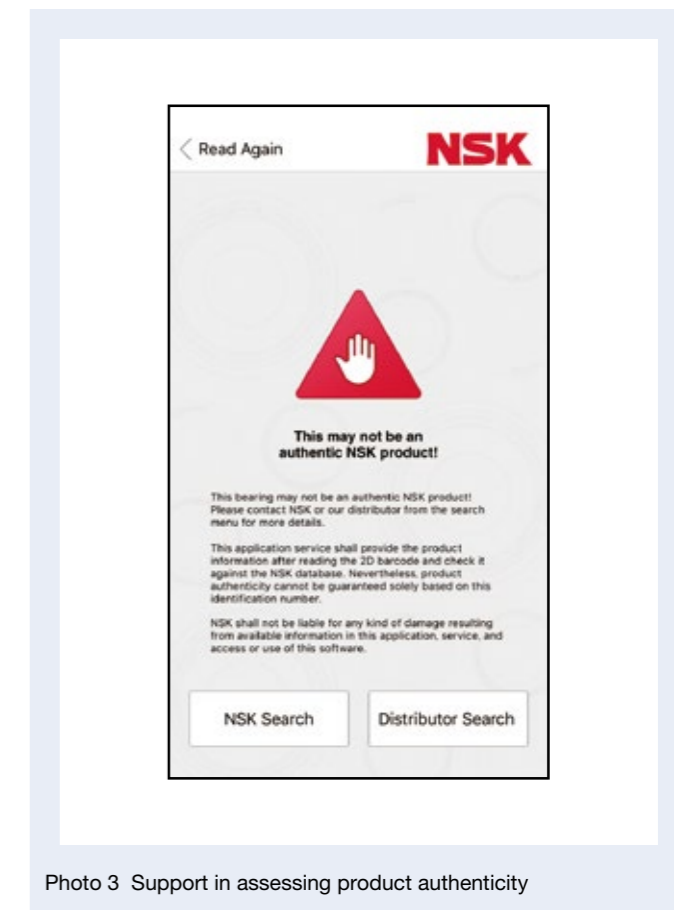 Read Again
NSK
This may not be an
authentic NSK product!
This bearing may not be an authentic NSK product!
Please contact NSK or our distributor from the search
menu for more details.
This application service shall provide the product
information after reading the 2D barcode and check it
against the NSK database. Nevertheless, product
authenticity cannot be guaranteed solely based on this
identification number.
NSK shall not be liable for any kind of damage resulting
from available information in this application, service, and
access or use of this software.
NSK Search
Distributor Search
Photo 3 Support in assessing product authenticity